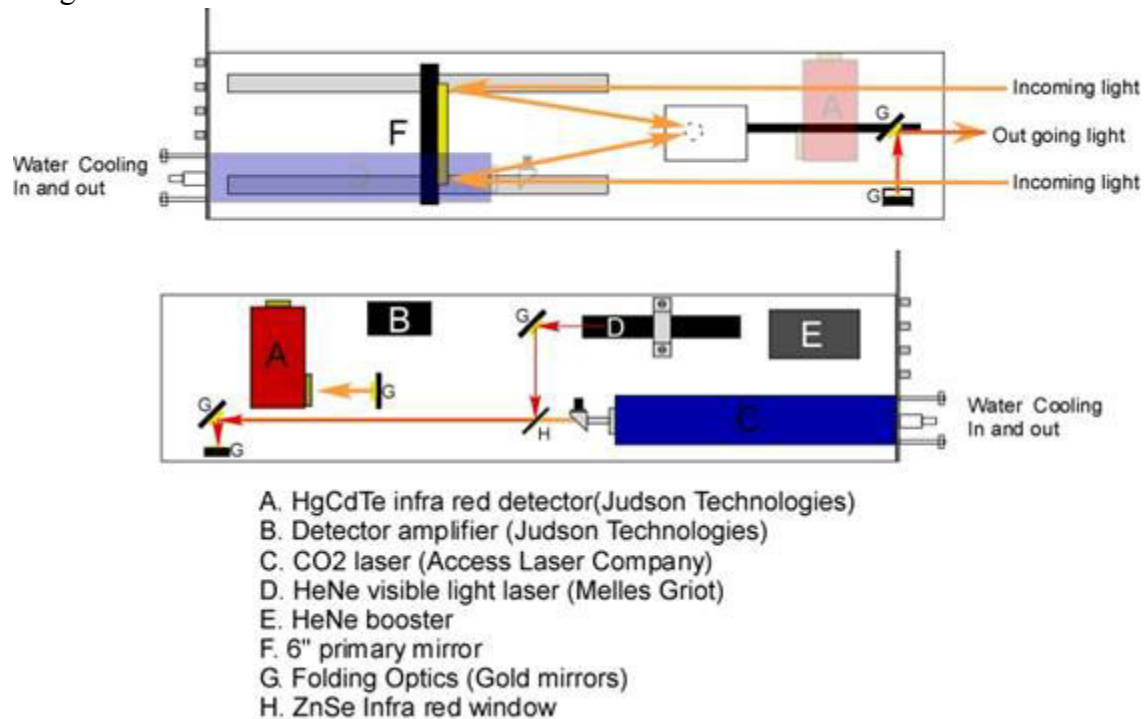 Incoming light
A
G
F
Out going light
Water Cooling
In and out
C
G
Incoming light
G
B
D
E
A
G
G
Water Cooling
In and out
C
H
G
A. HgCdTe infra red detector(Judson Technologies)
B. Detector amplifier (Judson Technologies)
C. CO2 laser (Access Laser Company)
D. HeNe visible light laser (Melles Griot)
E. HeNe booster
F. 6" primary mirror
G. Folding Optics (Gold mirrors)
H. ZnSe Infra red window